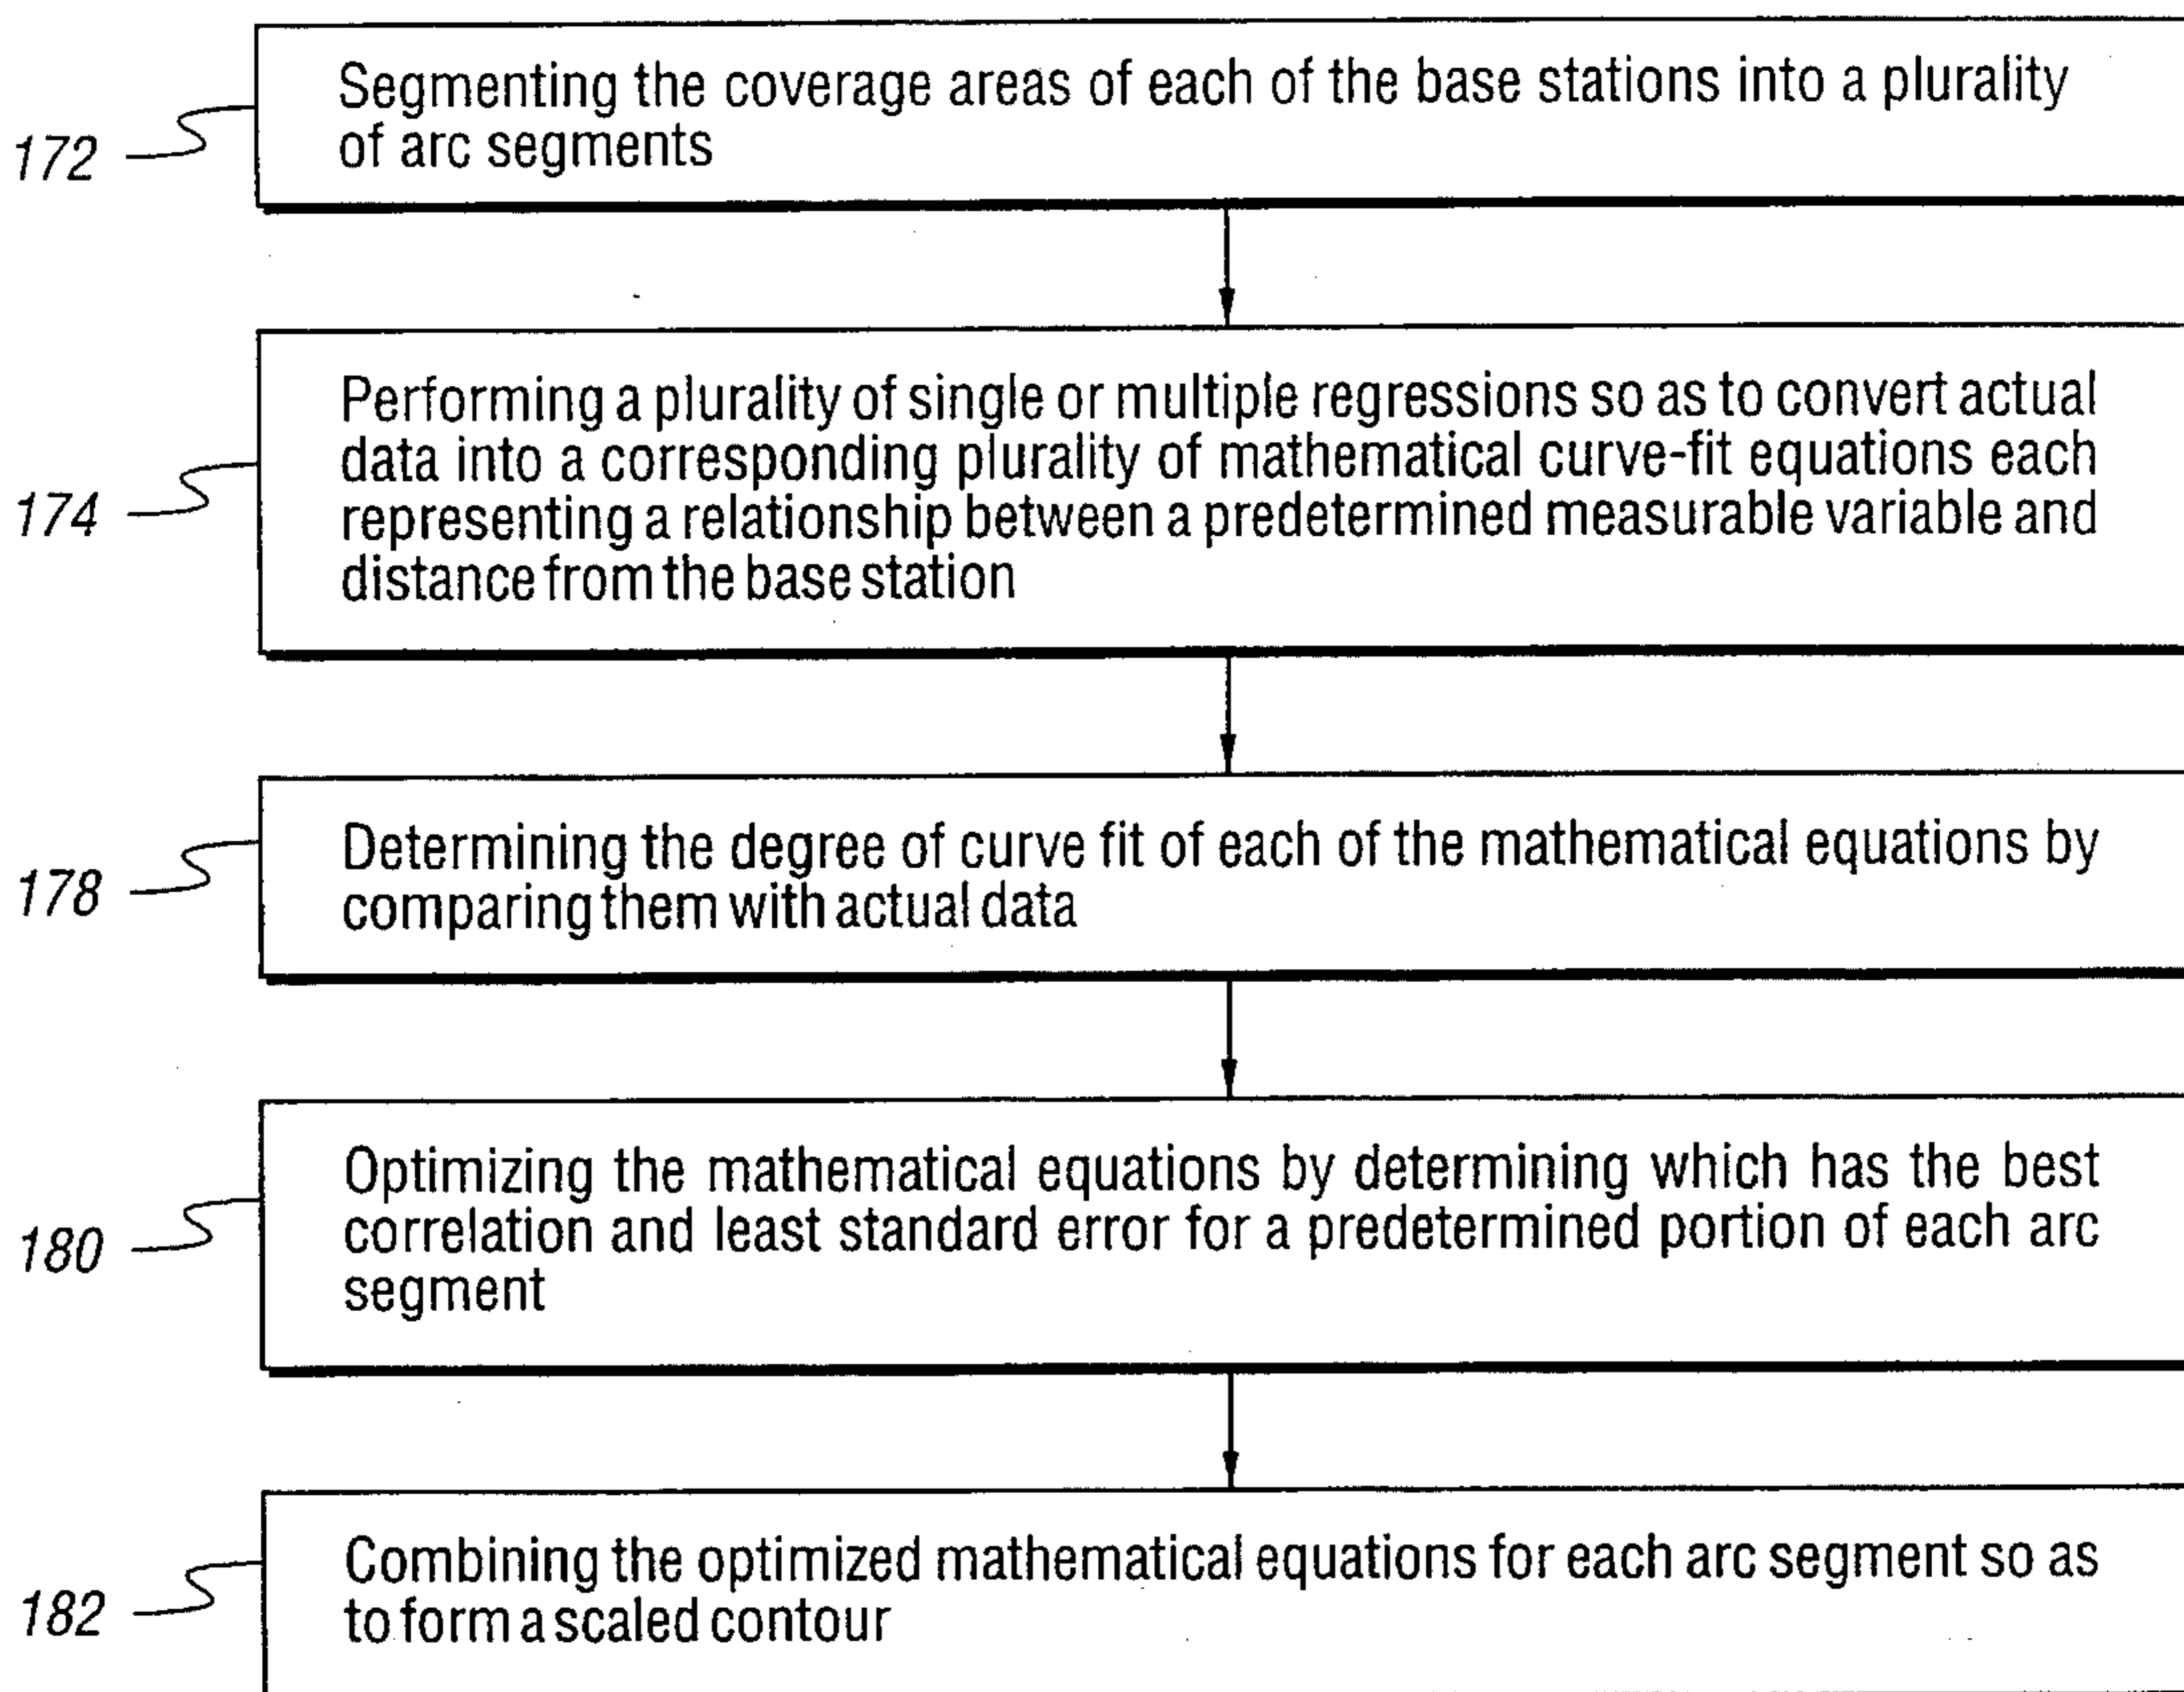 Segmenting the coverage areas of each of the base stations into a plurality
of arc segments
172
Performing a plurality of single or multiple regressions so as to convert actual
data into a corresponding plurality of mathematical curve-fit equations each
representing a relationship between a predetermined measurable variable and
distance from the base station
174
Determining the degree of curve fit of each of the mathematical equations by
comparing them with actual data
178
Optimizing the mathematical equations by determining which has the best
correlation and least standard error for a predetermined portion of each arc
segment
180
Combining the optimized mathematical equations for each arc segment so as
to form a scaled contour
182